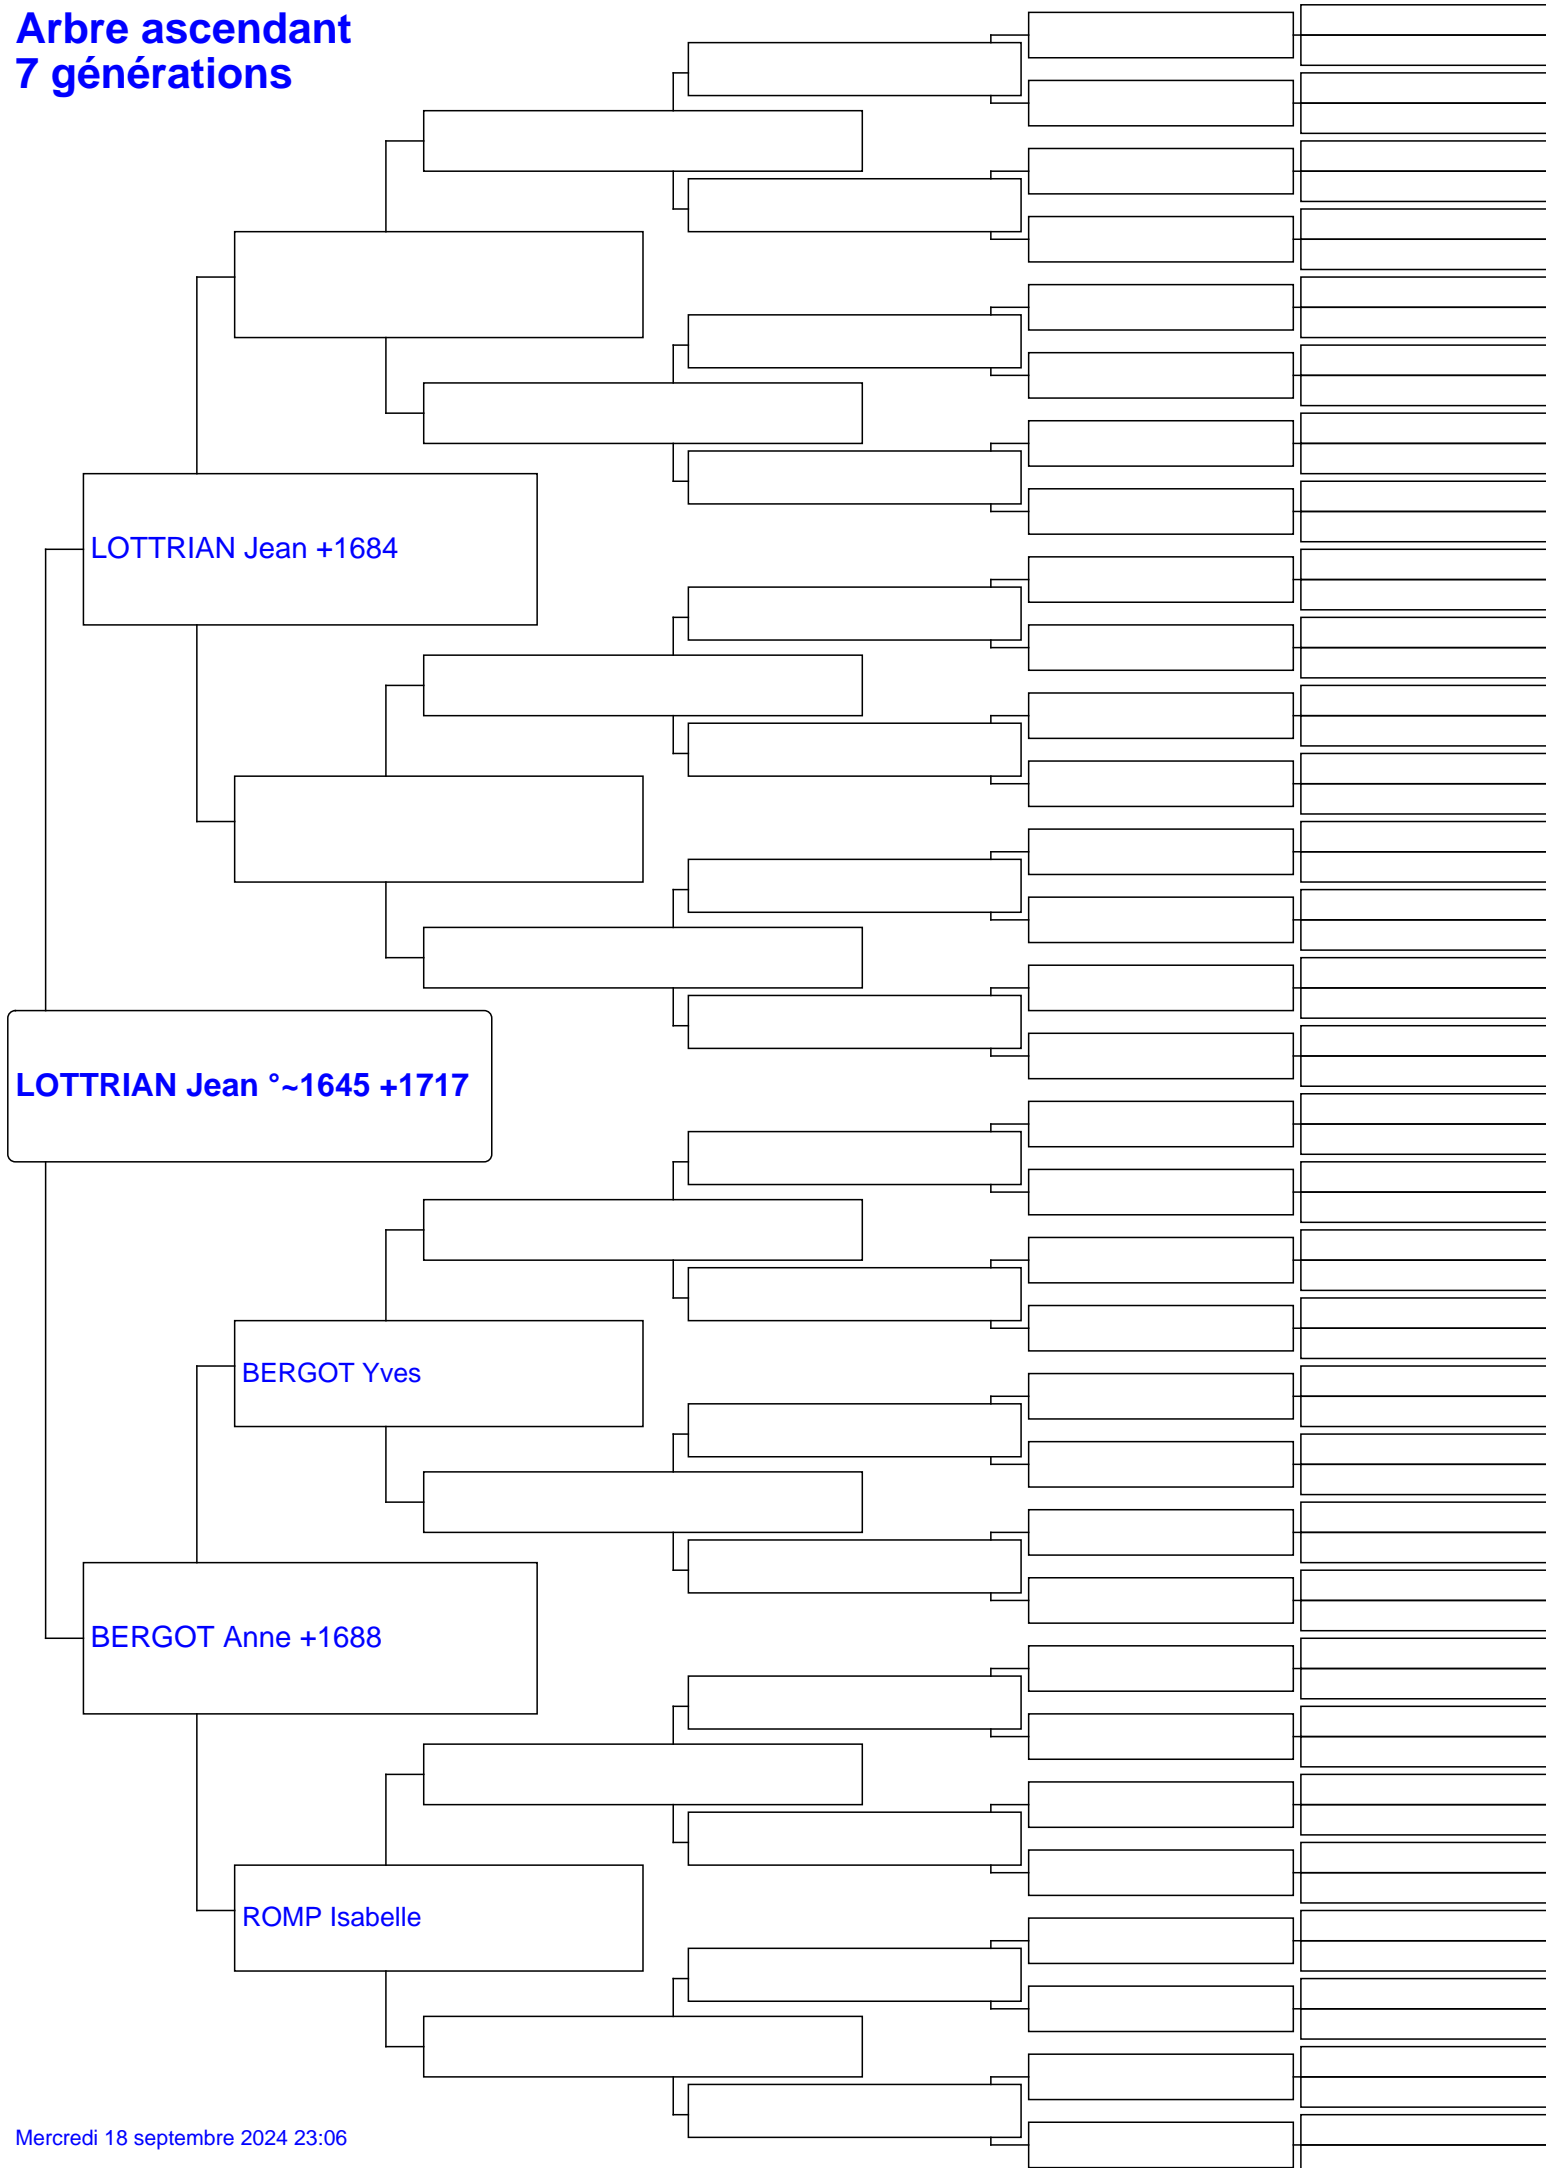 Arbre ascendant
7 générations
LOTTRIAN Jean +1684
LOTTRIAN Jean °~1645 +1717
BERGOT Yves
BERGOT Anne +1688
ROMP Isabelle
Mercredi 18 septembre 2024 23:06